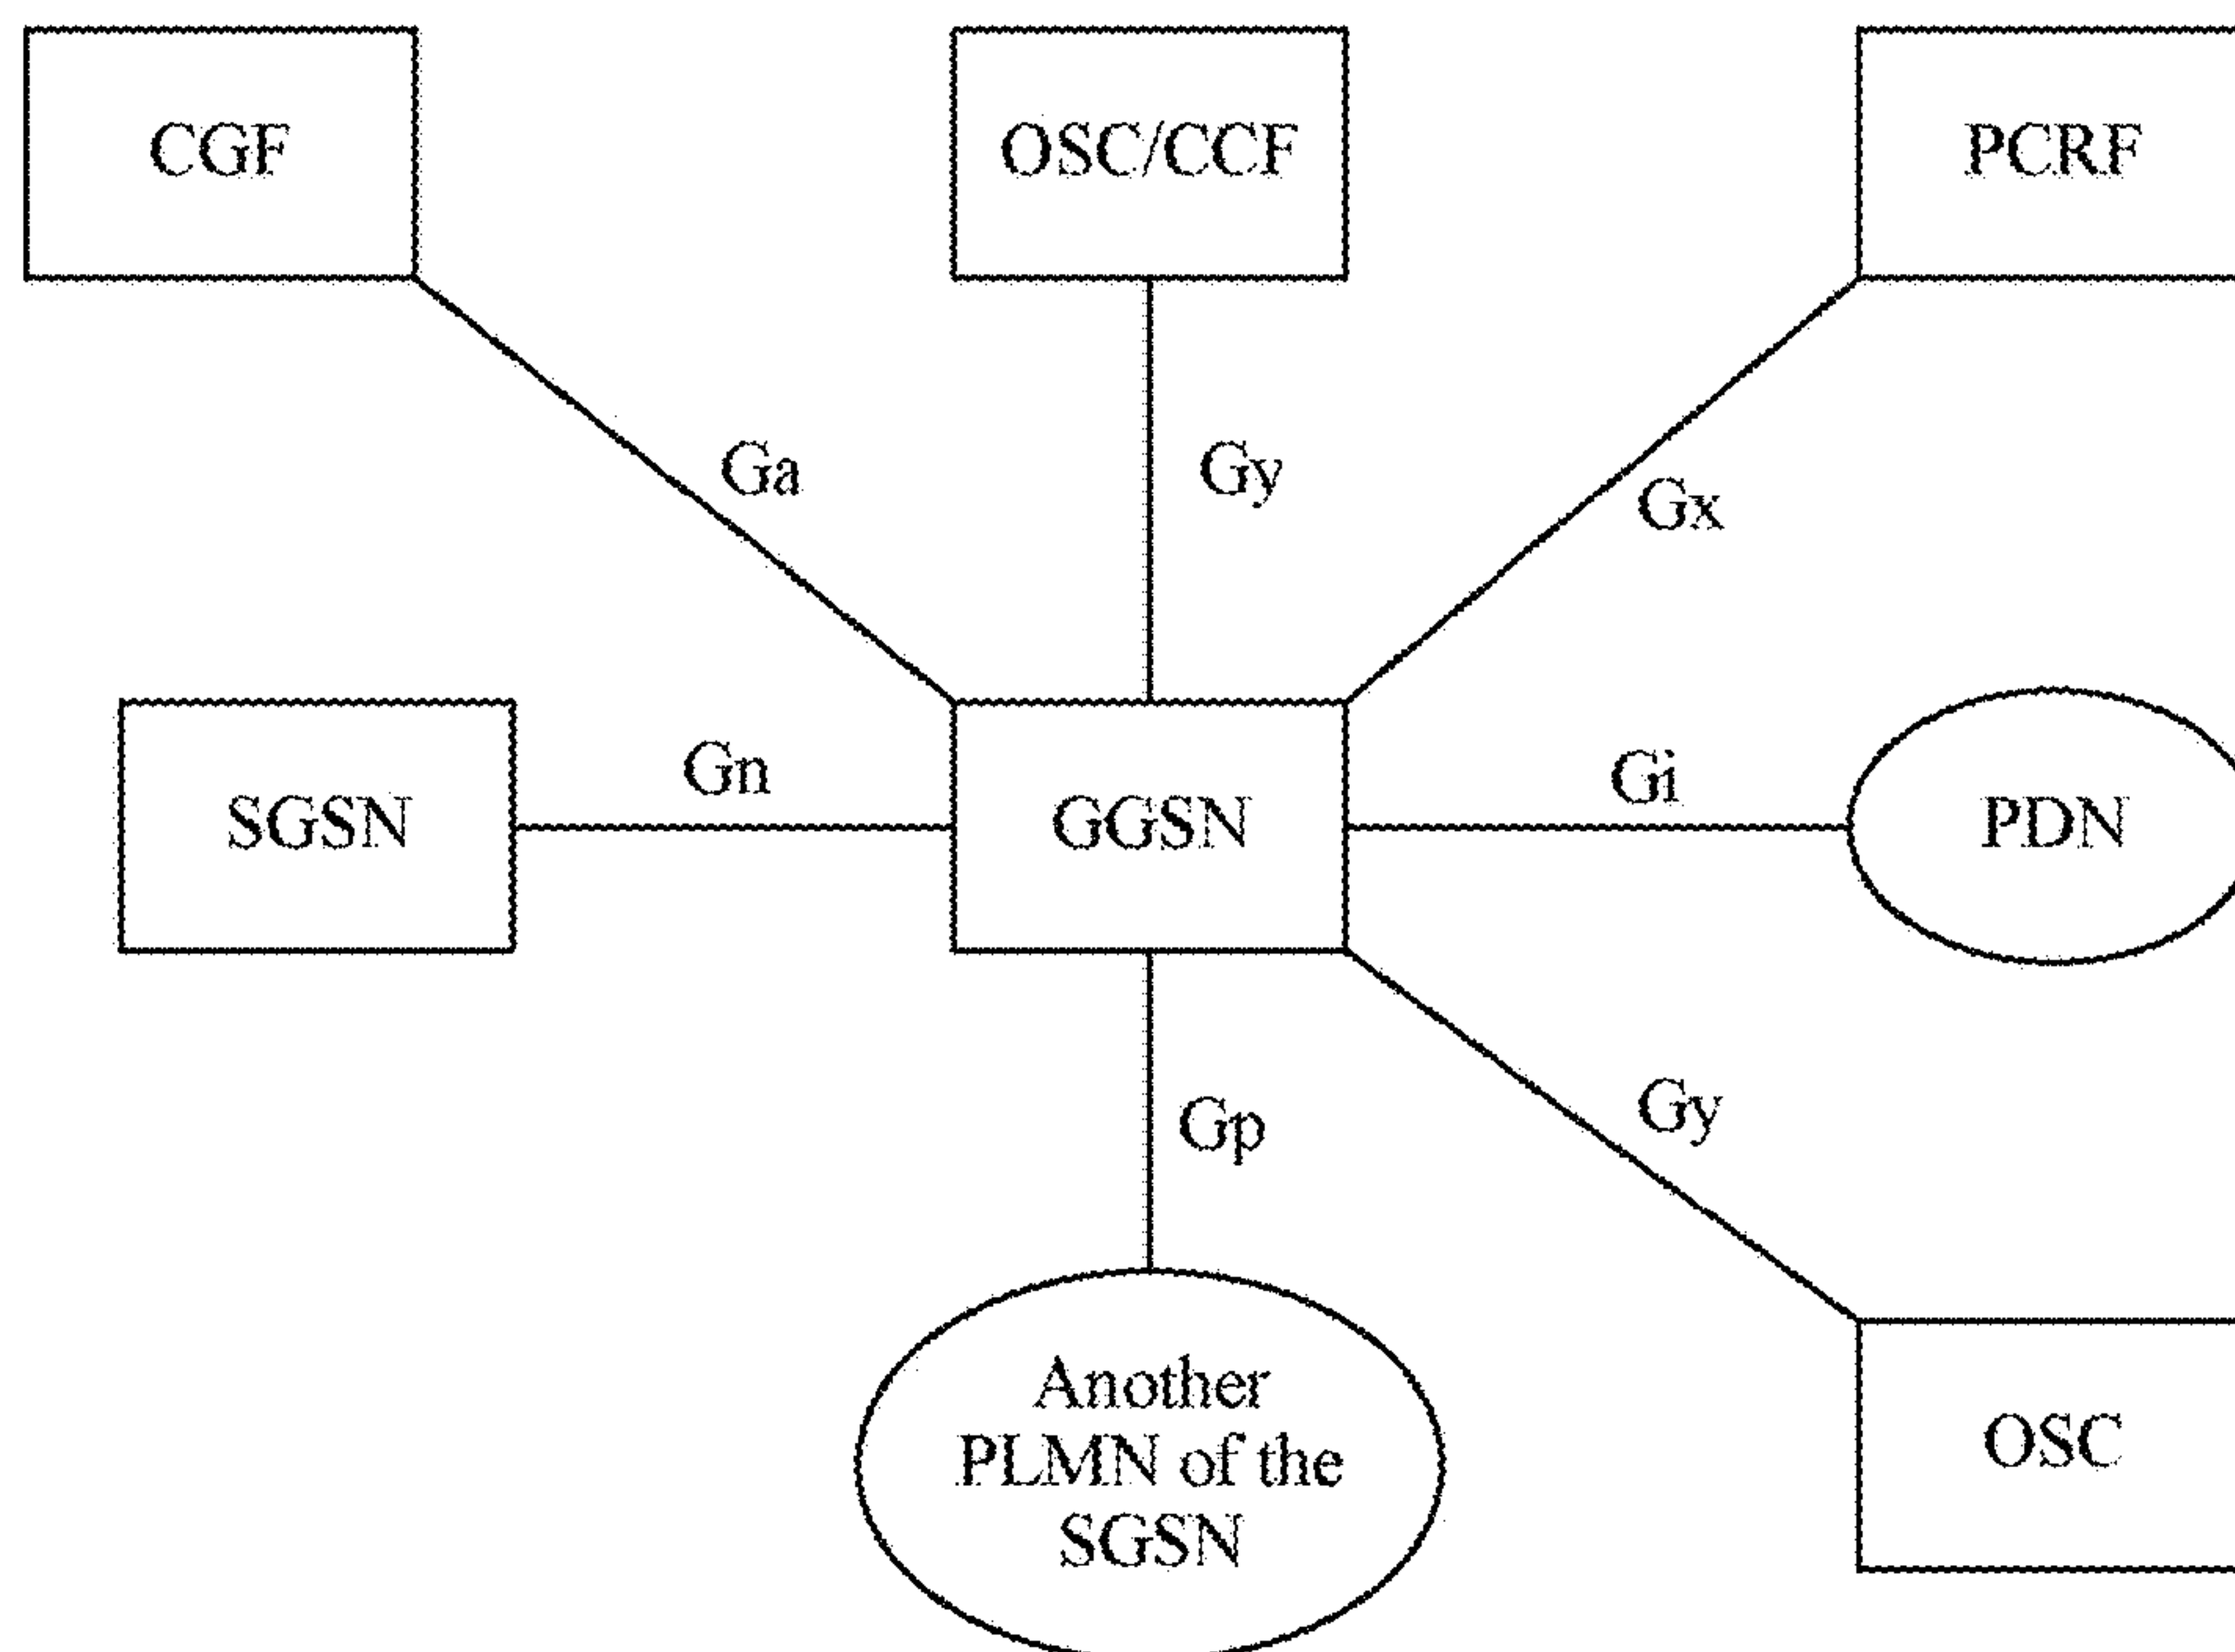 CGF
OSC/CCF
PCRF
Ga
Gy
Gx
SGSN
Gn
GGSN
Gi
PDN
Gp
Gy
Another
PLMN of the
SGSN
OSC